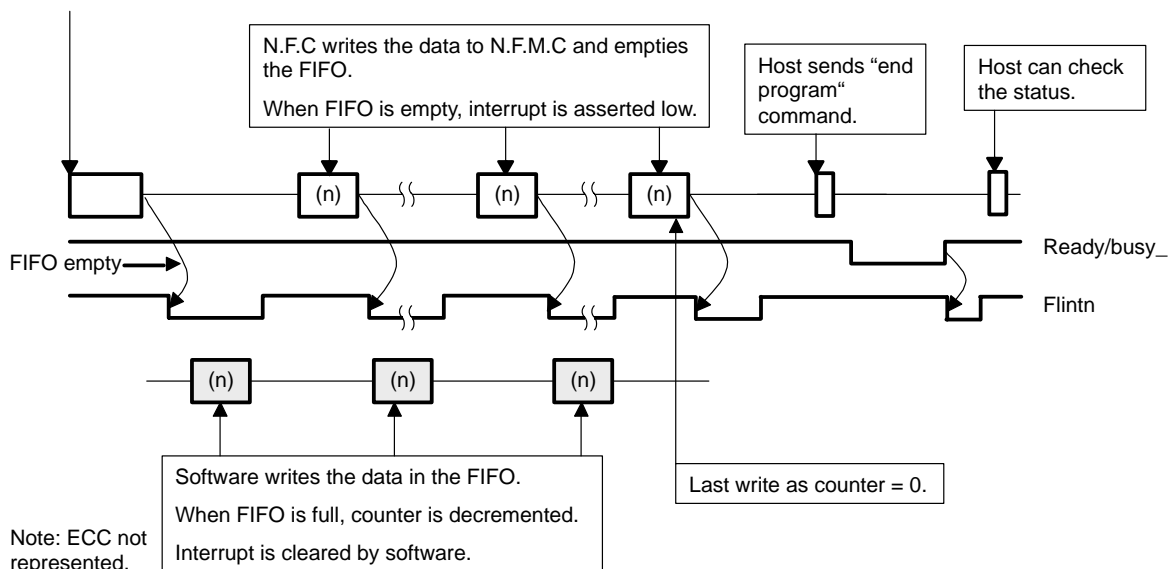 N.F.C writes the data to N.F.M.C and empties
the FIFO.
When FIFO is empty, interrupt is asserted low.
Host sends “end
program“
command.
Host can check
the status.
(n)
(n)
(n)
Ready/busy_
FIFO empty
Flintn
(n)
(n)
(n)
Software writes the data in the FIFO.
When FIFO is full, counter is decremented.
Interrupt is cleared by software.
Last write as counter = 0.
Note: ECC not
represented.